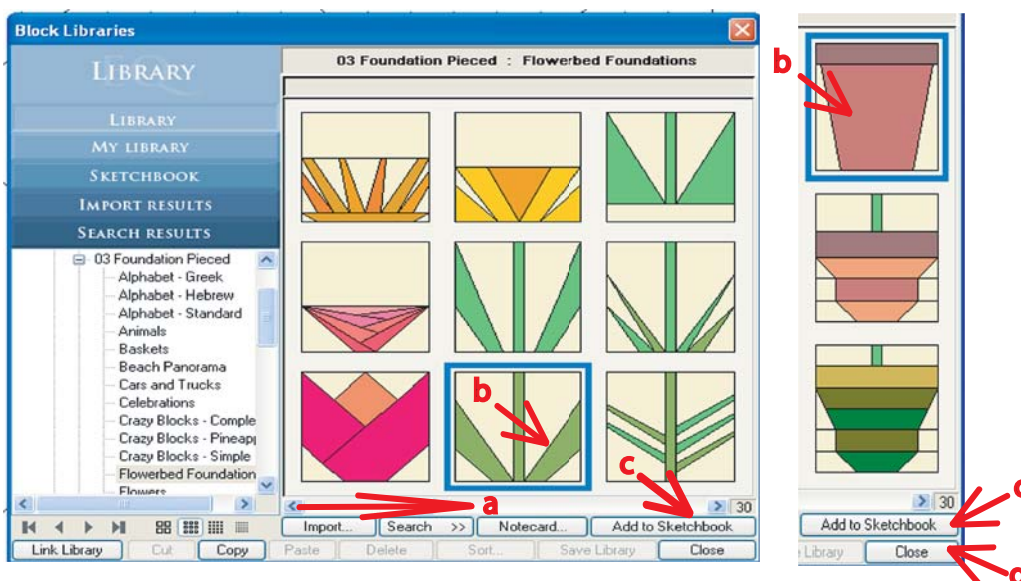 Block Libraries
LIBRARY
03 Foundation Pieced : Flowerbed Foundations
LIBRARY
MY LIBRARY
SKETCHBOOK
IMPORT RESULTS
SEARCH RESULTS
03 Foundation Pieced
Alphabet - Greek
Alphabet - Hebrew
Alphabet - Standard
Animals
Baskets
Beach Panorama
Cars and Trucks
Celebrations
Crazy Blocks - Comple
Crazy Blocks - Pineapp
Crazy Blocks - Simple
Flowerbed Foundation
Flowers
b
c
a
30
Import...
Search >>
Notecard...
Add to Sketchbook
Link Library
Cut
Copy
Paste
Delete
Sort...
Save Library
Close
b
30
c
Add to Sketchbook
Library
Close